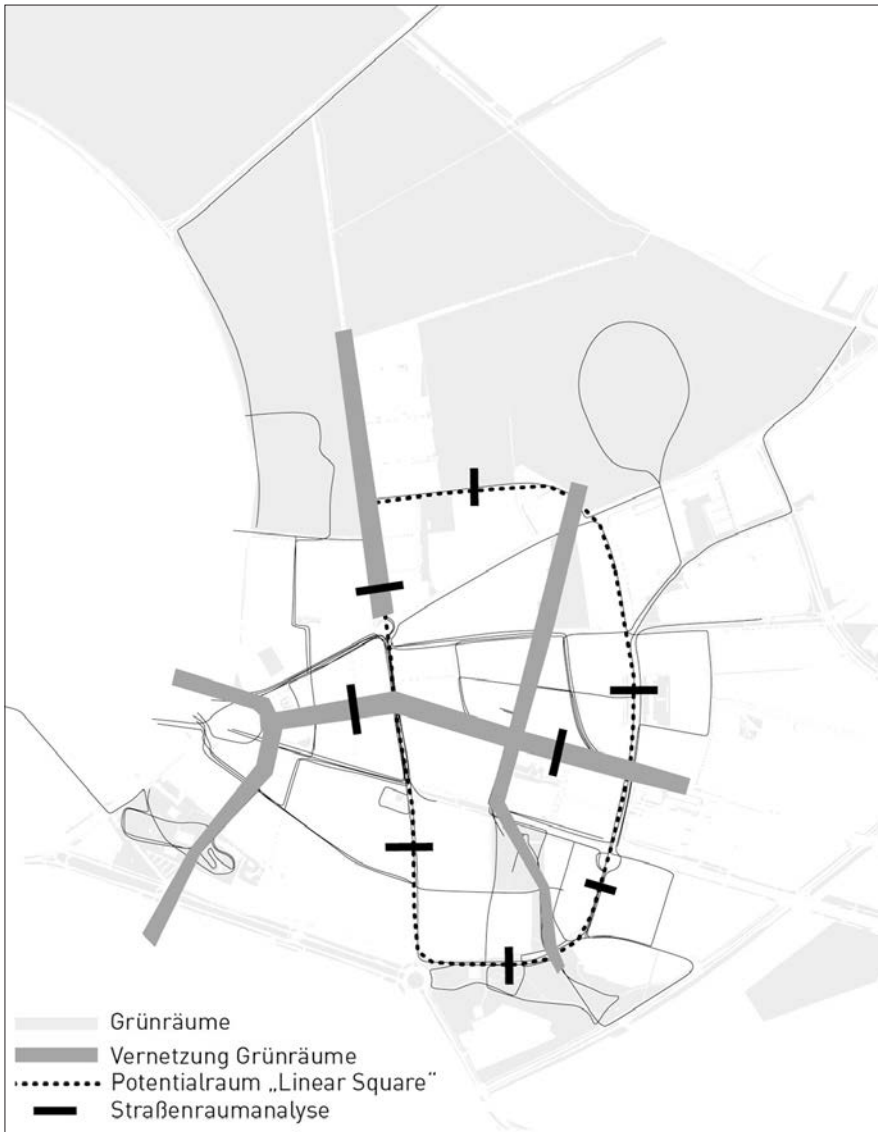 Grünräume
Vernetzung Grünräume
Potentialraum „Linear Square"
Straßenraumanalyse